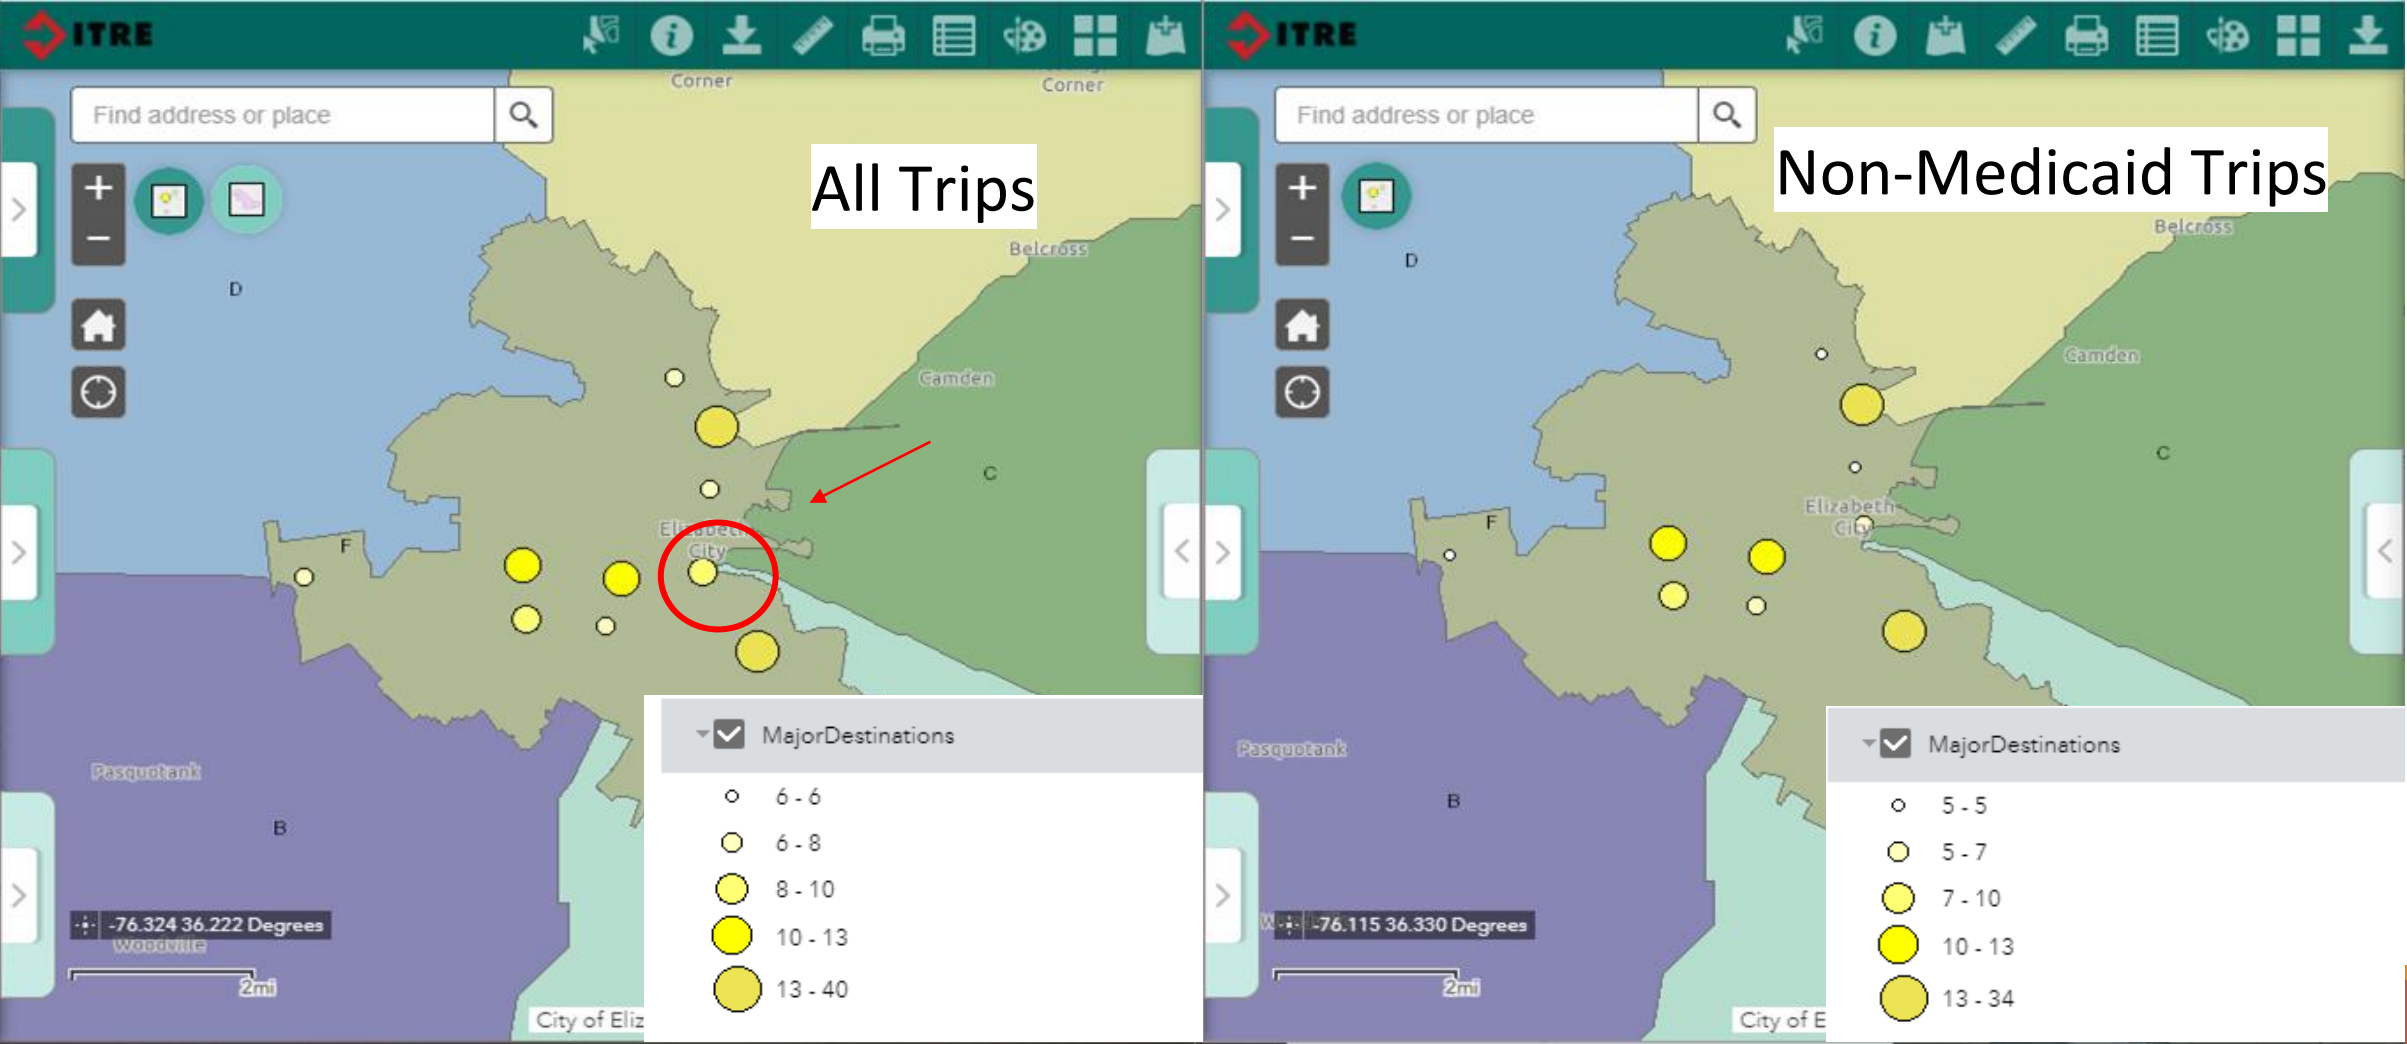 ITRE
Corner
Corner
Find address or place
All Trips
+
−
D
Belcross
Camden
C
Elizabeth
City
F
Pasquotank
B
-76.324 36.222 Degrees
Woodville
2mi
City of Eliz
MajorDestinations
6 - 6
6 - 8
8 - 10
10 - 13
13 - 40
ITRE
Find address or place
Non-Medicaid Trips
+
−
D
Belcross
Camden
C
Elizabeth
City
F
Pasquotank
B
-76.115 36.330 Degrees
2mi
City of E
MajorDestinations
5 - 5
5 - 7
7 - 10
10 - 13
13 - 34